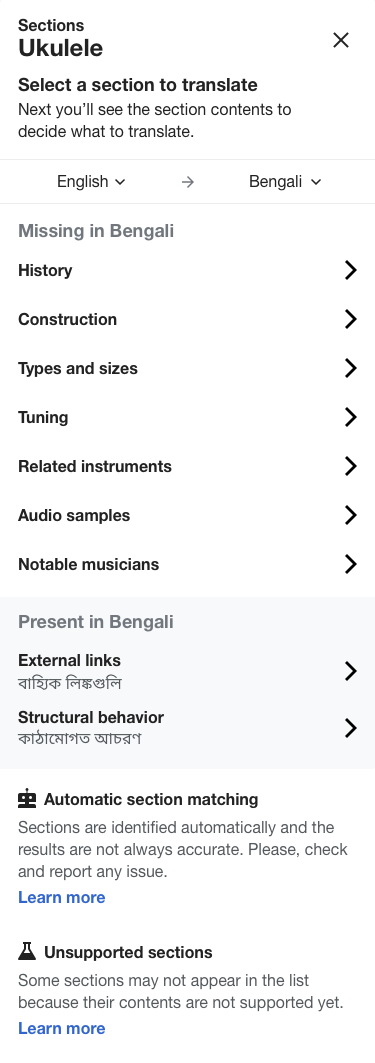 Sections
Ukulele
Select a section to translate
Next you’ll see the section contents to
decide what to translate.
English
Bengali
Missing in Bengali
History
Construction
Types and sizes
Tuning
Related instruments
Audio samples
Notable musicians
Present in Bengali
External links
বাহ্যিক লিঙ্কগুলি
Structural behavior
কাঠামোগত আচরণ
Automatic section matching
Sections are identified automatically and the
results are not always accurate. Please, check
and report any issue.
Learn more
Unsupported sections
Some sections may not appear in the list
because their contents are not supported yet.
Learn more